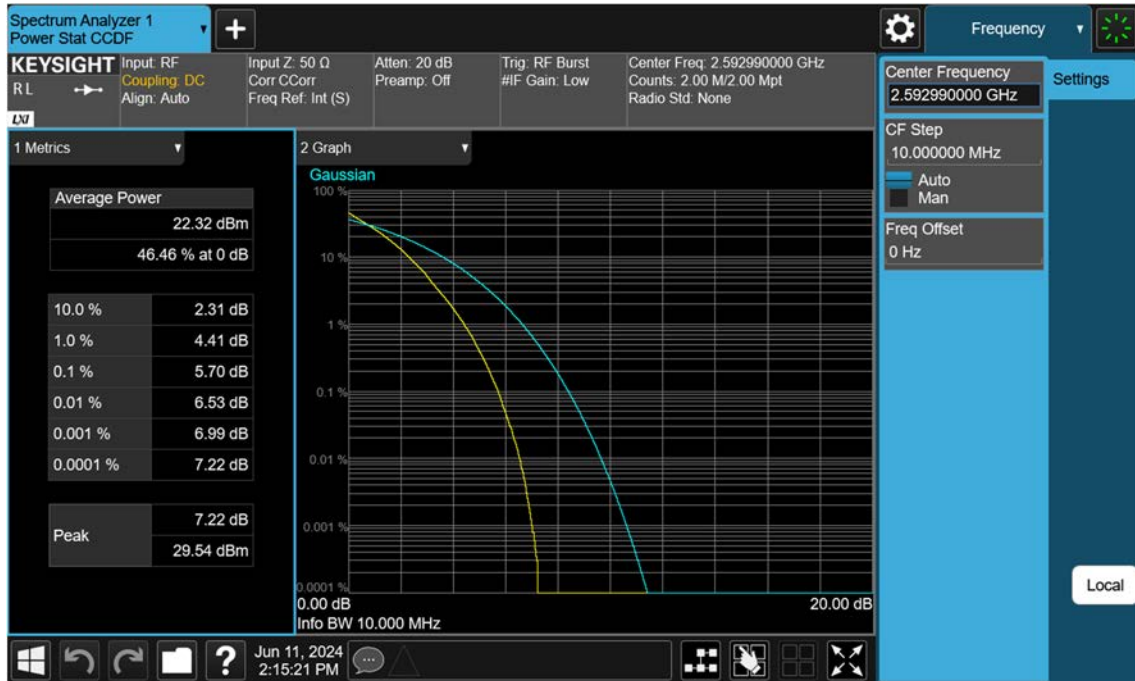 Spectrum Analyzer 1
Power Stat CCDF
Frequency
KEYSIGHT
RL
LXI
Input: RF
Coupling: DC
Align: Auto
Input Z: 50 Ω
Corr CCorr
Freq Ref: Int (S)
Atten: 20 dB
Preamp: Off
Trig: RF Burst
#IF Gain: Low
Center Freq: 2.592990000 GHz
Counts: 2.00 M/2.00 Mpt
Radio Std: None
Center Frequency
2.592990000 GHz
Settings
CF Step
10.000000 MHz
Auto
Man
Freq Offset
0 Hz
1 Metrics
Average Power
22.32 dBm
46.46 % at 0 dB
10.0 % 2.31 dB
1.0 % 4.41 dB
0.1 % 5.70 dB
0.01 % 6.53 dB
0.001 % 6.99 dB
0.0001 % 7.22 dB
Peak
7.22 dB
29.54 dBm
2 Graph
Gaussian
100 %
10 %
1 %
0.1 %
0.01 %
0.001 %
0.0001 %
0.00 dB 20.00 dB
Info BW 10.000 MHz
Local
?
Jun 11, 2024
2:15:21 PM